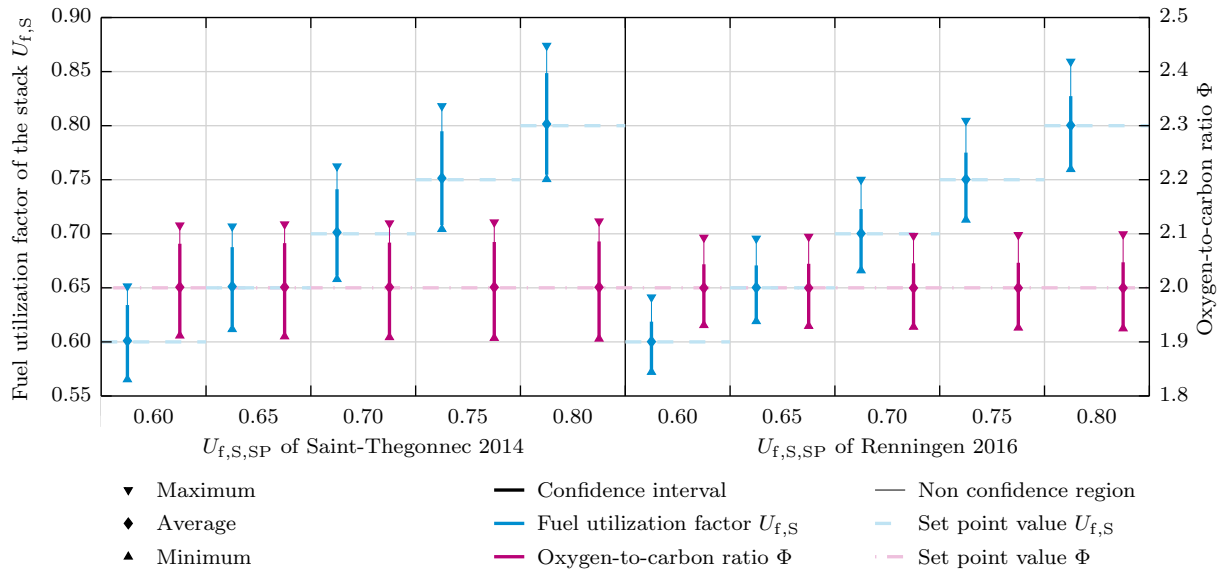 Fuel utilization factor of the stack U_f,S
0.90
0.85
0.80
0.75
0.70
0.65
0.60
0.55
2.5
2.4
2.3
2.2
2.1
2.0
1.9
1.8
Oxygen-to-carbon ratio Φ
0.60 0.65 0.70 0.75 0.80 0.60 0.65 0.70 0.75 0.80
U_f,S,SP of Saint-Thegonnec 2014
U_f,S,SP of Renningen 2016
Maximum
Average
Minimum
Confidence interval
Fuel utilization factor U_f,S
Oxygen-to-carbon ratio Φ
Non confidence region
Set point value U_f,S
Set point value Φ